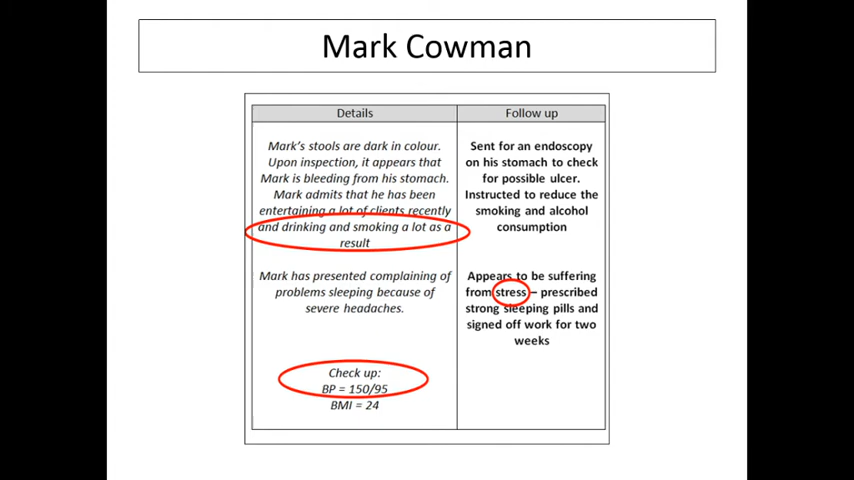 Mark Cowman
Details
Follow up
Mark's stools are dark in colour.
Upon inspection, it appears that
Mark is bleeding from his stomach.
Mark admits that he has been
entertaining a lot of clients recently
and drinking and smoking a lot as a
result
Sent for an endoscopy
on his stomach to check
for possible ulcer.
Instructed to reduce the
smoking and alcohol
consumption
Mark has presented complaining of
problems sleeping because of
severe headaches.
Appears to be suffering
from stress – prescribed
strong sleeping pills and
signed off work for two
weeks
Check up:
BP = 150/95
BMI = 24